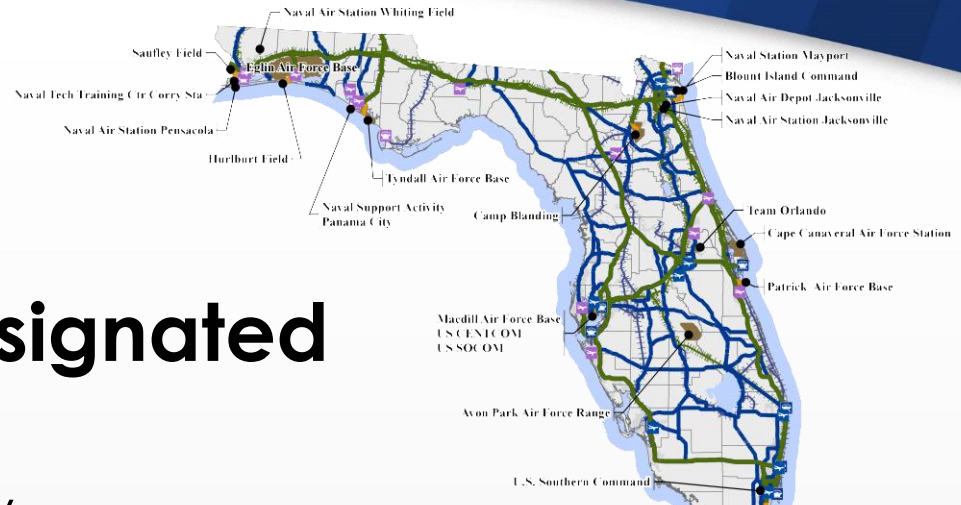 Naval Air Station Whiting Field
Saufley Field
Eglin Air Force Base
Naval Tech Training Ctr Corry Sta
Naval Air Station Pensacola
Hurlburt Field
Tyndall Air Force Base
Naval Support Activity
Panama City
Naval Station Mayport
Blount Island Command
Naval Air Depot Jacksonville
Naval Air Station Jacksonville
Camp Blanding
Team Orlando
Cape Canaveral Air Force Station
Patrick Air Force Base
signated
Macdill Air Force Base
US CENTCOM
US SOCOM
Avon Park Air Force Range
U.S. Southern Command